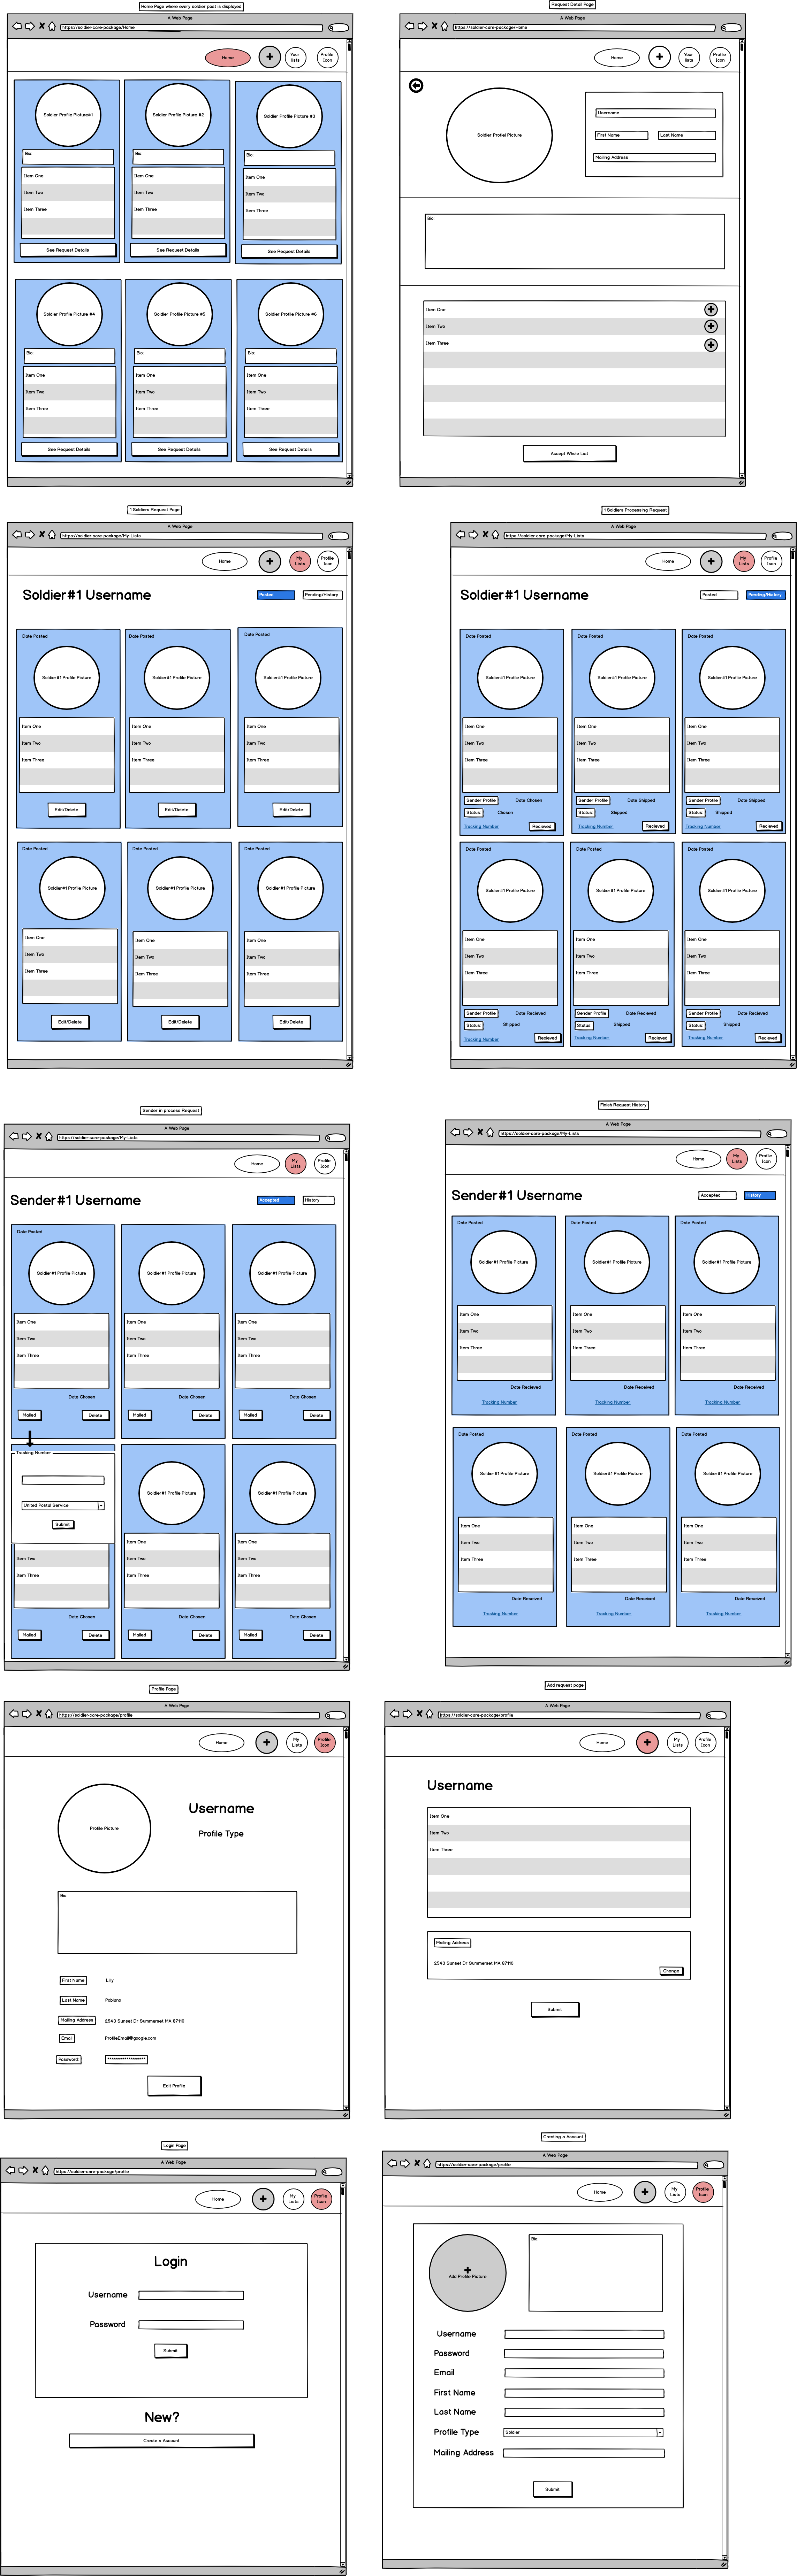 Home Page where every soldier post is displayed
A Web Page
https://soldier-care-package/Home
Home
Your
lists
Profile
Icon
Soldier Profile Picture#1
Soldier Profile Picture #2
Soldier Profile Picture #3
Bio:
Bio:
Bio:
Item One
Item One
Item One
Item Two
Item Two
Item Two
Item Three
Item Three
Item Three
See Request Details
See Request Details
See Request Details
Soldier Profile Picture #4
Soldier Profile Picture #5
Soldier Profile Picture #6
Bio:
Bio:
Bio:
Item One
Item One
Item One
Item Two
Item Two
Item Two
Item Three
Item Three
Item Three
See Request Details
See Request Details
See Request Details
Request Detail Page
A Web Page
https://soldier-care-package/Home
Home
Your
lists
Profile
Icon
Soldier Profiel Picture
Username
First Name
Last Name
Mailing Address
Bio:
Item One
Item Two
Item Three
Accept Whole List
1 Soldiers Request Page
A Web Page
https://soldier-care-package/My-Lists
Home
My
Lists
Profile
Icon
Soldier#1 Username
Posted
Pending/History
Date Posted
Date Posted
Date Posted
Soldier#1 Profile Picture
Soldier#1 Profile Picture
Soldier#1 Profile Picture
Item One
Item One
Item One
Item Two
Item Two
Item Two
Item Three
Item Three
Item Three
Edit/Delete
Edit/Delete
Edit/Delete
Date Posted
Date Posted
Date Posted
Soldier#1 Profile Picture
Soldier#1 Profile Picture
Soldier#1 Profile Picture
Item One
Item One
Item One
Item Two
Item Two
Item Two
Item Three
Item Three
Item Three
Edit/Delete
Edit/Delete
Edit/Delete
1 Soldiers Processing Request
A Web Page
https://soldier-care-package/My-Lists
Home
My
Lists
Profile
Icon
Soldier#1 Username
Posted
Pending/History
Date Posted
Date Posted
Date Posted
Soldier#1 Profile Picture
Soldier#1 Profile Picture
Soldier#1 Profile Picture
Item One
Item One
Item One
Item Two
Item Two
Item Two
Item Three
Item Three
Item Three
Sender Profile
Date Chosen
Sender Profile
Date Shipped
Sender Profile
Date Shipped
Status
Chosen
Status
Shipped
Status
Shipped
Tracking Number
Recieved
Tracking Number
Recieved
Tracking Number
Recieved
Date Posted
Date Posted
Date Posted
Soldier#1 Profile Picture
Soldier#1 Profile Picture
Soldier#1 Profile Picture
Item One
Item One
Item One
Item Two
Item Two
Item Two
Item Three
Item Three
Item Three
Sender Profile
Date Recieved
Sender Profile
Date Recieved
Sender Profile
Date Recieved
Status
Shipped
Status
Shipped
Status
Shipped
Tracking Number
Recieved
Tracking Number
Recieved
Tracking Number
Recieved
Sender in process Request
A Web Page
https://soldier-care-package/My-Lists
Home
My
Lists
Profile
Icon
Sender#1 Username
Accepted
History
Date Posted
Soldier#1 Profile Picture
Soldier#1 Profile Picture
Soldier#1 Profile Picture
Item One
Item One
Item One
Item Two
Item Two
Item Two
Item Three
Item Three
Item Three
Date Chosen
Date Chosen
Date Chosen
Mailed
Delete
Mailed
Delete
Mailed
Delete
Tracking Number
United Postal Service
Submit
Soldier#1 Profile Picture
Soldier#1 Profile Picture
Item One
Item One
Item Two
Item Two
Item Two
Item Three
Item Three
Item Three
Date Chosen
Date Chosen
Date Chosen
Mailed
Delete
Mailed
Delete
Mailed
Delete
Finish Request History
A Web Page
https://soldier-care-package/My-Lists
Home
My
Lists
Profile
Icon
Sender#1 Username
Accepted
History
Date Posted
Date Posted
Date Posted
Soldier#1 Profile Picture
Soldier#1 Profile Picture
Soldier#1 Profile Picture
Item One
Item One
Item One
Item Two
Item Two
Item Two
Item Three
Item Three
Item Three
Date Recieved
Date Received
Date Received
Tracking Number
Tracking Number
Tracking Number
Date Posted
Date Posted
Date Posted
Soldier#1 Profile Picture
Soldier#1 Profile Picture
Soldier#1 Profile Picture
Item One
Item One
Item One
Item Two
Item Two
Item Two
Item Three
Item Three
Item Three
Date Received
Date Received
Date Received
Tracking Number
Tracking Number
Tracking Number
Profile Page
A Web Page
https://soldier-care-package/profile
Home
My
Lists
Profile
Icon
Profile Picture
Username
Profile Type
Bio:
First Name
Lilly
Last Name
Pabiano
Mailing Address
2543 Sunset Dr Summerset MA 87110
Email
ProfileEmail@google.com
Password
******************
Edit Profile
Add request page
A Web Page
https://soldier-care-package/profile
Home
My
Lists
Profile
Icon
Username
Item One
Item Two
Item Three
Mailing Address
2543 Sunset Dr Summerset MA 87110
Change
Submit
Login Page
A Web Page
https://soldier-care-package/profile
Home
My
Lists
Profile
Icon
Login
Username
Password
Submit
New?
Create a Account
Creating a Account
A Web Page
https://soldier-care-package/profile
Home
My
Lists
Profile
Icon
Add Profile Picture
Bio:
Username
Password
Email
First Name
Last Name
Profile Type
Soldier
Mailing Address
Submit